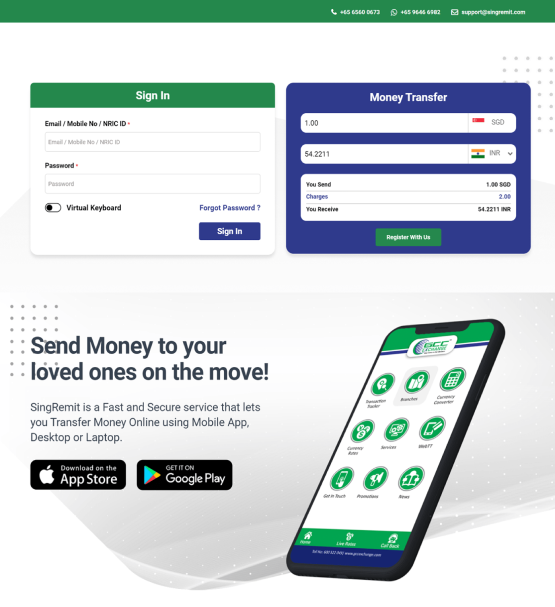 +65 6560 0673
+65 9646 6982
support@singremit.com
Sign In
Email / Mobile No / NRIC ID *
Email / Mobile No / NRIC ID
Password *
Password
Virtual Keyboard
Forgot Password ?
Sign In
Money Transfer
1.00
SGD
54.2211
INR
You Send 1.00 SGD
Charges 2.00
You Receive 54.2211 INR
Register With Us
Send Money to your
loved ones on the move!
SingRemit is a Fast and Secure service that lets
you Transfer Money Online using Mobile App,
Desktop or Laptop.
Download on the
App Store
GET IT ON
Google Play
GCC
EXCHANGE
Transaction
Tracker
Branches
Currency
Converter
Currency
Rates
Services
WebTT
Get In Touch
Promotions
News
Home
Live Rates
Call Back